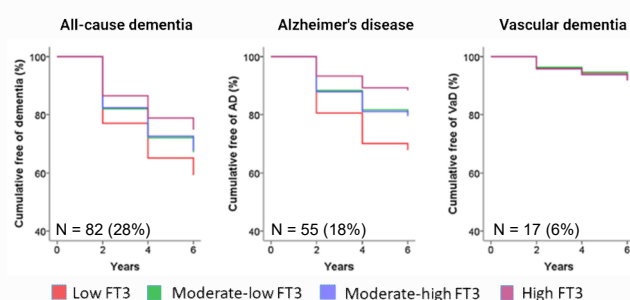 All-cause dementia
Alzheimer's disease
Vascular dementia
Cumulative free of dementia (%)
100
80
60
40
N = 82 (28%)
0 2 4 6
Years
Cumulative free of AD (%)
100
80
60
40
N = 55 (18%)
0 2 4 6
Years
Cumulative free of VaD (%)
100
80
60
40
N = 17 (6%)
0 2 4 6
Years
Low FT3 Moderate-low FT3 Moderate-high FT3 High FT3